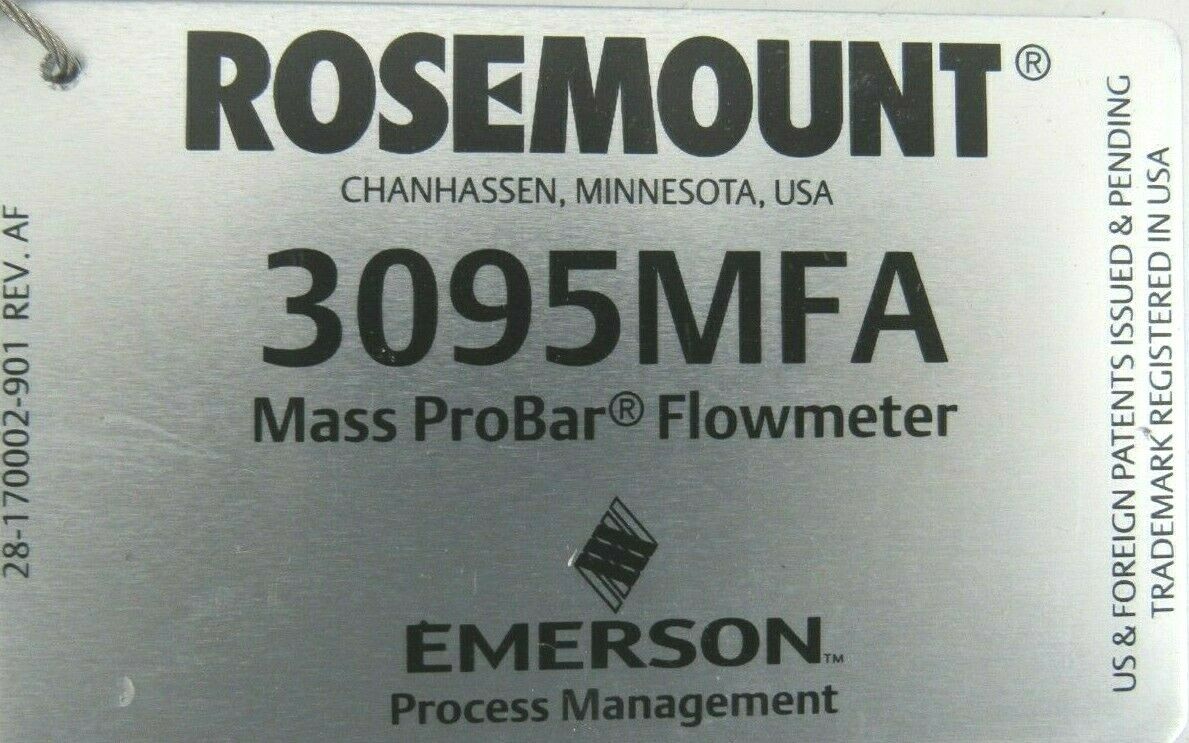 ROSEMOUNT®
CHANHASSEN, MINNESOTA, USA
3095MFA
Mass ProBar® Flowmeter
EMERSON™
Process Management
28-1700002-901 REV. AF
US & FOREIGN PATENTS ISSUED & PENDING
TRADEMARK REGISTERED IN USA